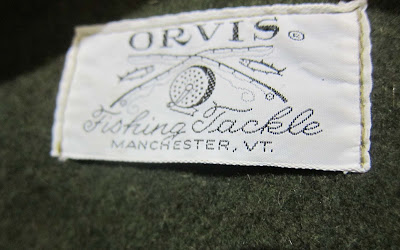 ORVIS®
Fishing Tackle
MANCHESTER, VT.